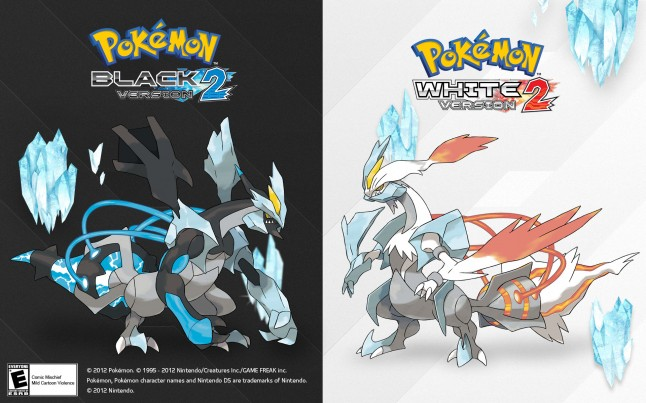 POKéMON
BLACK 2
VERSION
POKéMON
WHITE 2
VERSION
EVERYONE
E
ESRB
Comic Mischief
Mild Cartoon Violence
© 2012 Pokémon. © 1995 - 2012 Nintendo/Creatures Inc./GAME FREAK inc.
Pokémon, Pokémon character names and Nintendo DS are trademarks of Nintendo.
© 2012 Nintendo.